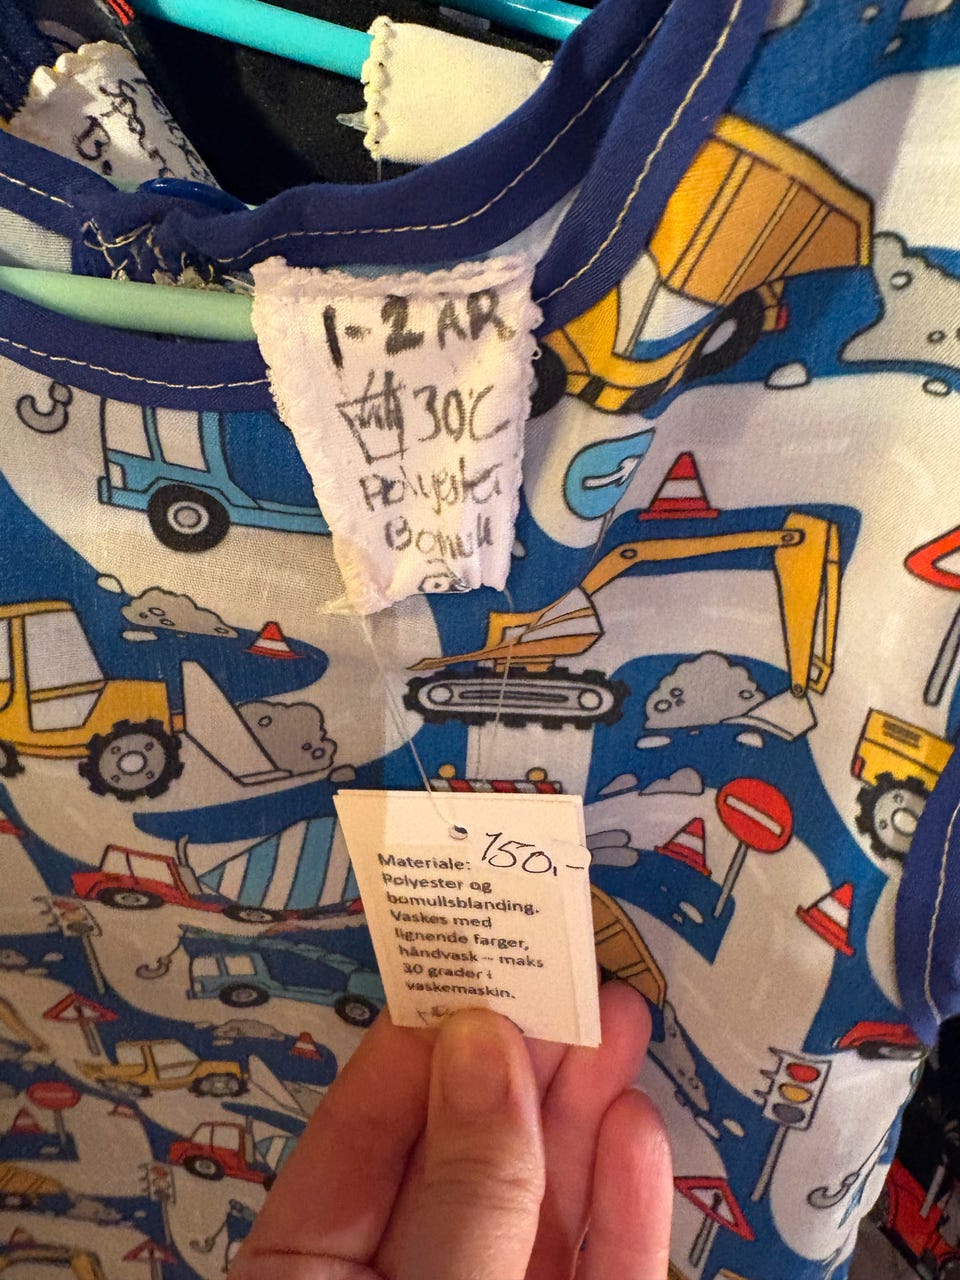 1-2 ÅR
30°C
Polyester
Bomull
150,-
Materiale:
Polyester og
bomullsblanding.
Vaskes med
lignende farger,
håndvask – maks
30 grader i
vaskemaskin.